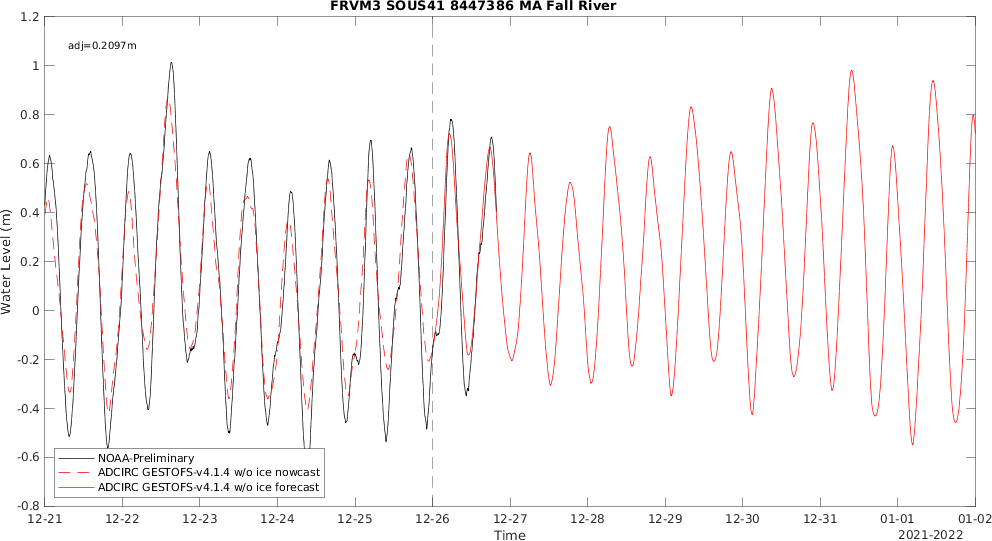 FRVM3 SOUS41 8447386 MA Fall River
1.2
adj=0.2097m
1
0.8
0.6
0.4
0.2
0
-0.2
-0.4
-0.6
-0.8
Water Level (m)
NOAA-Preliminary
ADCIRC GESTOFS-v4.1.4 w/o ice nowcast
ADCIRC GESTOFS-v4.1.4 w/o ice forecast
12-21 12-22 12-23 12-24 12-25 12-26 12-27 12-28 12-29 12-30 12-31 01-01 01-02
Time
2021-2022